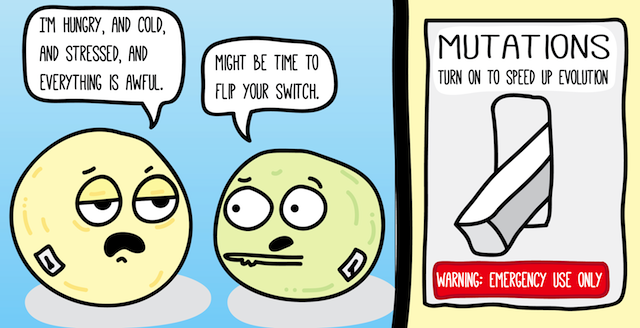 I'M HUNGRY, AND COLD,
AND STRESSED, AND
EVERYTHING IS AWFUL.
MIGHT BE TIME TO
FLIP YOUR SWITCH.
MUTATIONS
TURN ON TO SPEED UP EVOLUTION
WARNING: EMERGENCY USE ONLY